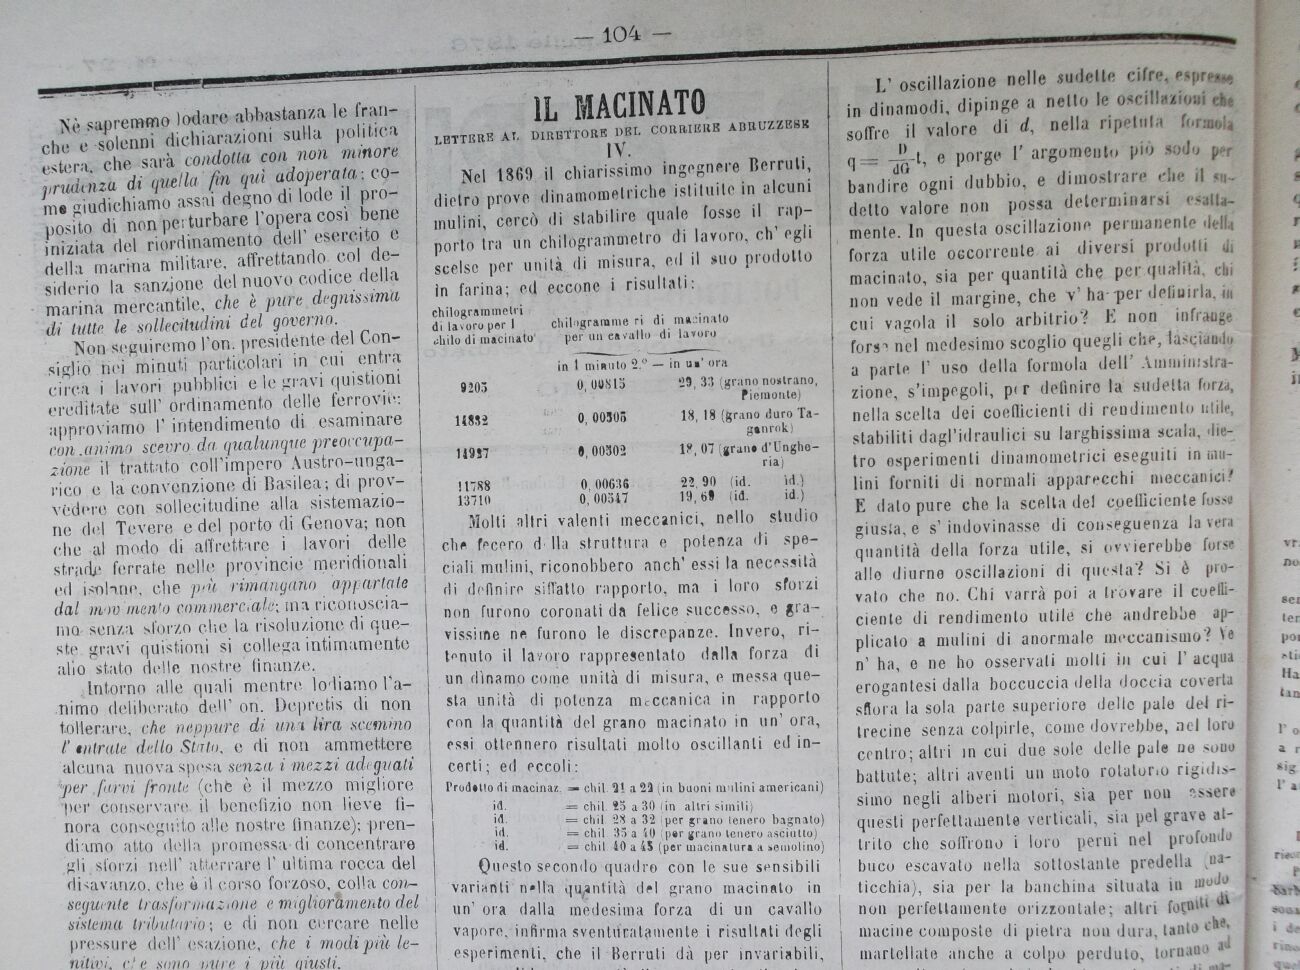 — 104 —
Nè sapremmo lodare abbastanza le fran-
che e solenni dichiarazioni sulla politica
estera, che sarà condotta con non minore
prudenza di quella fin quì adoperata; co-
me giudichiamo assai degno di lode il pro-
posito di non perturbare l'opera così bene
iniziata del riordinamento dell' esercito e
della marina militare, affrettando col de-
siderio la sanzione del nuovo codice della
marina mercantile, che è pure degnissima
di tutte le sollecitudini del governo.
Non seguiremo l'on. presidente del Con-
siglio nei minuti particolari in cui entra
circa i lavori pubblici e le gravi quistioni
ereditate sull' ordinamento delle ferrovie:
approviamo l' intendimento di esaminare
con animo scevro da qualunque preoccupa-
zione il trattato coll'impero Austro-unga-
rico e la convenzione di Basilea; di prov-
vedere con sollecitudine alla sistemazio-
ne del Tevere e del porto di Genova; non
che al modo di affrettare i lavori delle
strade ferrate nelle provincie meridionali
ed isolane, che più rimangano appartate
dal movimento commerciale; ma riconoscia-
mo senza sforzo che la risoluzione di que-
ste gravi quistioni si collega intimamente
allo stato delle nostre finanze.
Intorno alle quali mentre lodiamo l'a-
nimo deliberato dell' on. Depretis di non
tollerare, che neppure di una lira scemino
l'entrate dello Stato, e di non ammettere
alcuna nuova spesa senza i mezzi adeguati
per farvi fronte (che è il mezzo migliore
per conservare il benefizio non lieve fi-
nora conseguito alle nostre finanze); pren-
diamo atto della promessa di concentrare
gli sforzi nell' atterrare l' ultima rocca del
disavanzo, che è il corso forzoso, colla con-
seguente trasformazione e miglioramento del
sistema tributario; e di non cercare nelle
pressure dell' esazione, che i modi più le-
nitivi, che sono pure i più giusti.
IL MACINATO
LETTERE AL DIRETTORE DEL CORRIERE ABRUZZESE
IV.
Nel 1869 il chiarissimo ingegnere Berruti,
dietro prove dinamometriche istituite in alcuni
mulini, cercò di stabilire quale fosse il rap-
porto tra un chilogrammetro di lavoro, ch' egli
scelse per unità di misura, ed il suo prodotto
in farina; ed eccone i risultati:
chilogrammetri
di lavoro per 1
chilo di macinato
chilogramme ri di macinato
per un cavallo di lavoro
in 1 minuto 2.º — in un' ora
9205 0, 00815 29, 33 (grano nostrano,
Piemonte)
14832 0, 00505 18, 18 (grano duro Ta-
ganrok)
14927 0, 00502 18, 07 (grano d'Unghe-
ria)
11788 0, 00636 22, 90 (id. id.)
13710 0, 00547 19, 69 (id. id.)
Molti altri valenti meccanici, nello studio
che fecero d lla struttura e potenza di spe-
ciali mulini, riconobbero anch' essi la necessità
di definire siffatto rapporto, ma i loro sforzi
non furono coronati da felice successo, e gra-
vissime ne furono le discrepanze. Invero, ri-
tenuto il lavoro rappresentato dalla forza di
un dinamo come unità di misura, e messa que-
sta unità di potenza meccanica in rapporto
con la quantità del grano macinato in un' ora,
essi ottennero risultati molto oscillanti ed in-
certi; ed eccoli:
Prodotto di macinaz. = chil. 21 a 22 (in buoni mulini americani)
id. = chil. 25 a 30 (in altri simili)
id. = chil. 28 a 32 (per grano tenero bagnato)
id. = chil. 35 a 40 (per grano tenero asciutto)
id. = chil. 40 a 45 (per macinatura a semolino)
Questo secondo quadro con le sue sensibili
varianti nella quantità del grano macinato in
un' ora dalla medesima forza di un cavallo
vapore, infirma sventuratamente i risultati degli
esperimenti, che il Berruti dà per invariabili,
L' oscillazione nelle sudette cifre, espresse
in dinamodi, dipinge a netto le oscillazioni che
soffre il valore di d, nella ripetuta formola
q = D/dG t, e porge l' argomento più sodo per
bandire ogni dubbio, e dimostrare che il su-
detto valore non possa determinarsi esatta-
mente. In questa oscillazione permanente della
forza utile occorrente ai diversi prodotti di
macinato, sia per quantità che per qualità, chi
non vede il margine, che v' ha per definirla, in
cui vagola il solo arbitrio? E non infrange
forse nel medesimo scoglio quegli che, lasciando
a parte l' uso della formola dell' Amministra-
zione, s'impegoli, per definire la sudetta forza,
nella scelta dei coefficienti di rendimento utile,
stabiliti dagl'idraulici su larghissima scala, die-
tro esperimenti dinamometrici eseguiti in mu-
lini forniti di normali apparecchi meccanici?
E dato pure che la scelta del coefficiente fosse
giusta, e s' indovinasse di conseguenza la vera
quantità della forza utile, si ovvierebbe forse
alle diurne oscillazioni di questa? Si è pro-
vato che no. Chi varrà poi a trovare il coeffi-
ciente di rendimento utile che andrebbe ap-
plicato a mulini di anormale meccanismo? Ve
n' ha, e ne ho osservati molti in cui l' acqua
erogantesi dalla boccuccia della doccia coverta
sfiora la sola parte superiore delle pale del ri-
trecine senza colpirle, come dovrebbe, nel loro
centro; altri in cui due sole delle pale ne sono
battute; altri aventi un moto rotatorio rigidis-
simo negli alberi motori, sia per non essere
questi perfettamente verticali, sia pel grave at-
trito che soffrono i loro perni nel profondo
buco escavato nella sottostante predella (na-
ticchia), sia per la banchina situata in modo
non perfettamente orizzontale; altri forniti di
macine composte di pietra non dura, tanto che,
martellate anche a colpo perduto, tornano ad